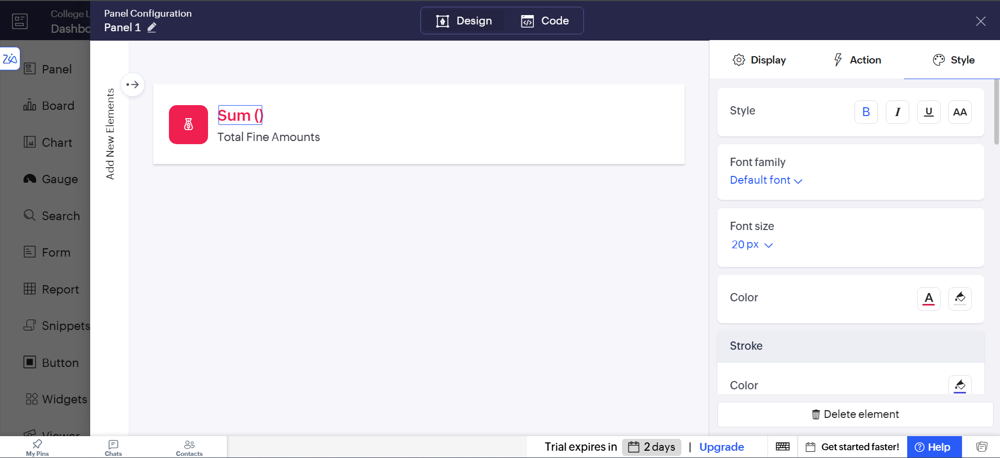 College L
Dashbo
Panel Configuration
Panel 1
Design
Code
ZIA
Panel
Board
Chart
Gauge
Search
Form
Report
Snippets
Button
Widgets
Viewer
Add New Elements
Sum ()
Total Fine Amounts
Display
Action
Style
Style
B
I
U
AA
Font family
Default font
Font size
20 px
Color
A
Stroke
Color
Delete element
My Pins
Chats
Contacts
Trial expires in 2 days | Upgrade
Get started faster!
Help